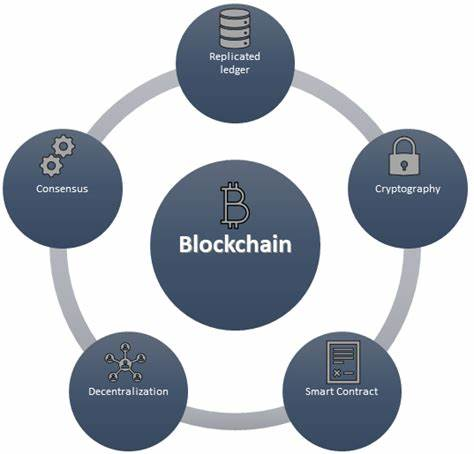 Replicated
ledger
Consensus
Cryptography
Blockchain
Decentralization
Smart Contract